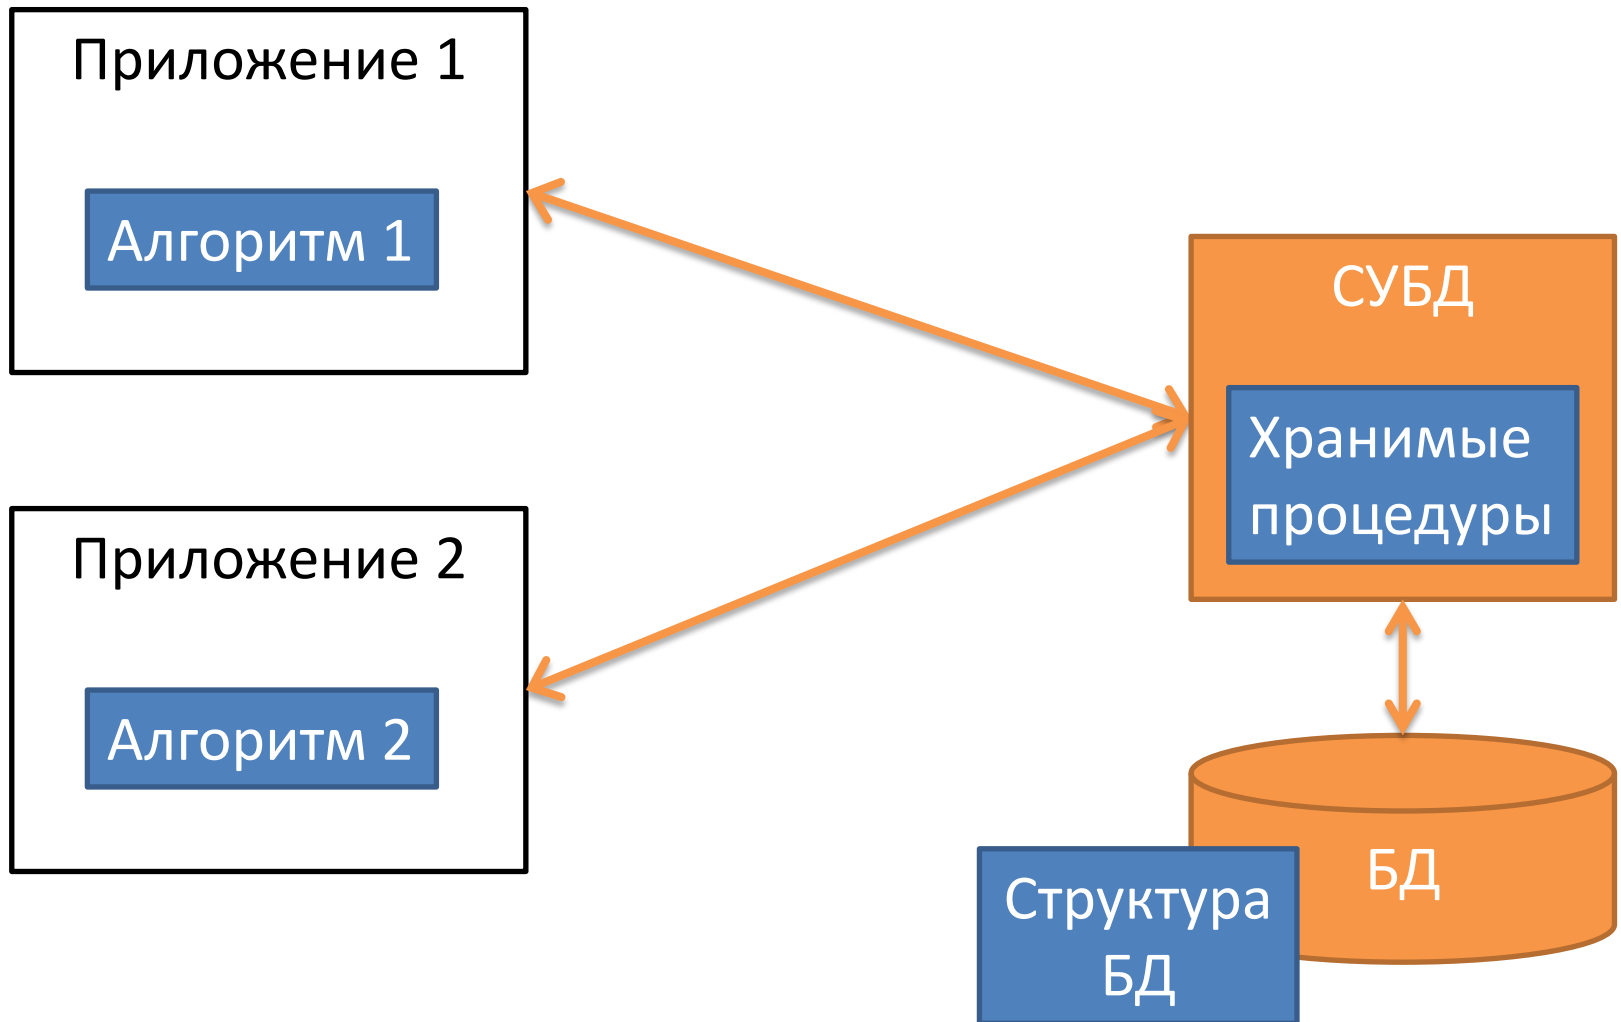 Приложение 1
Алгоритм 1
СУБД
Хранимые
процедуры
Приложение 2
Алгоритм 2
БД
Структура
БД